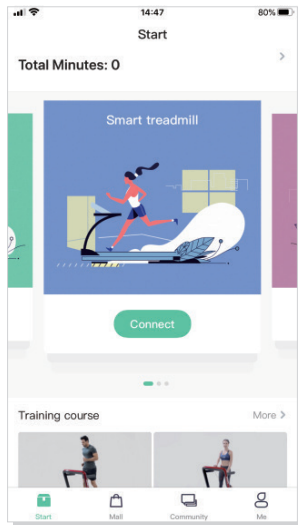 14:47
80%
Start
Total Minutes: 0
Smart treadmill
Connect
Training course
More
Start
Mall
Community
Me